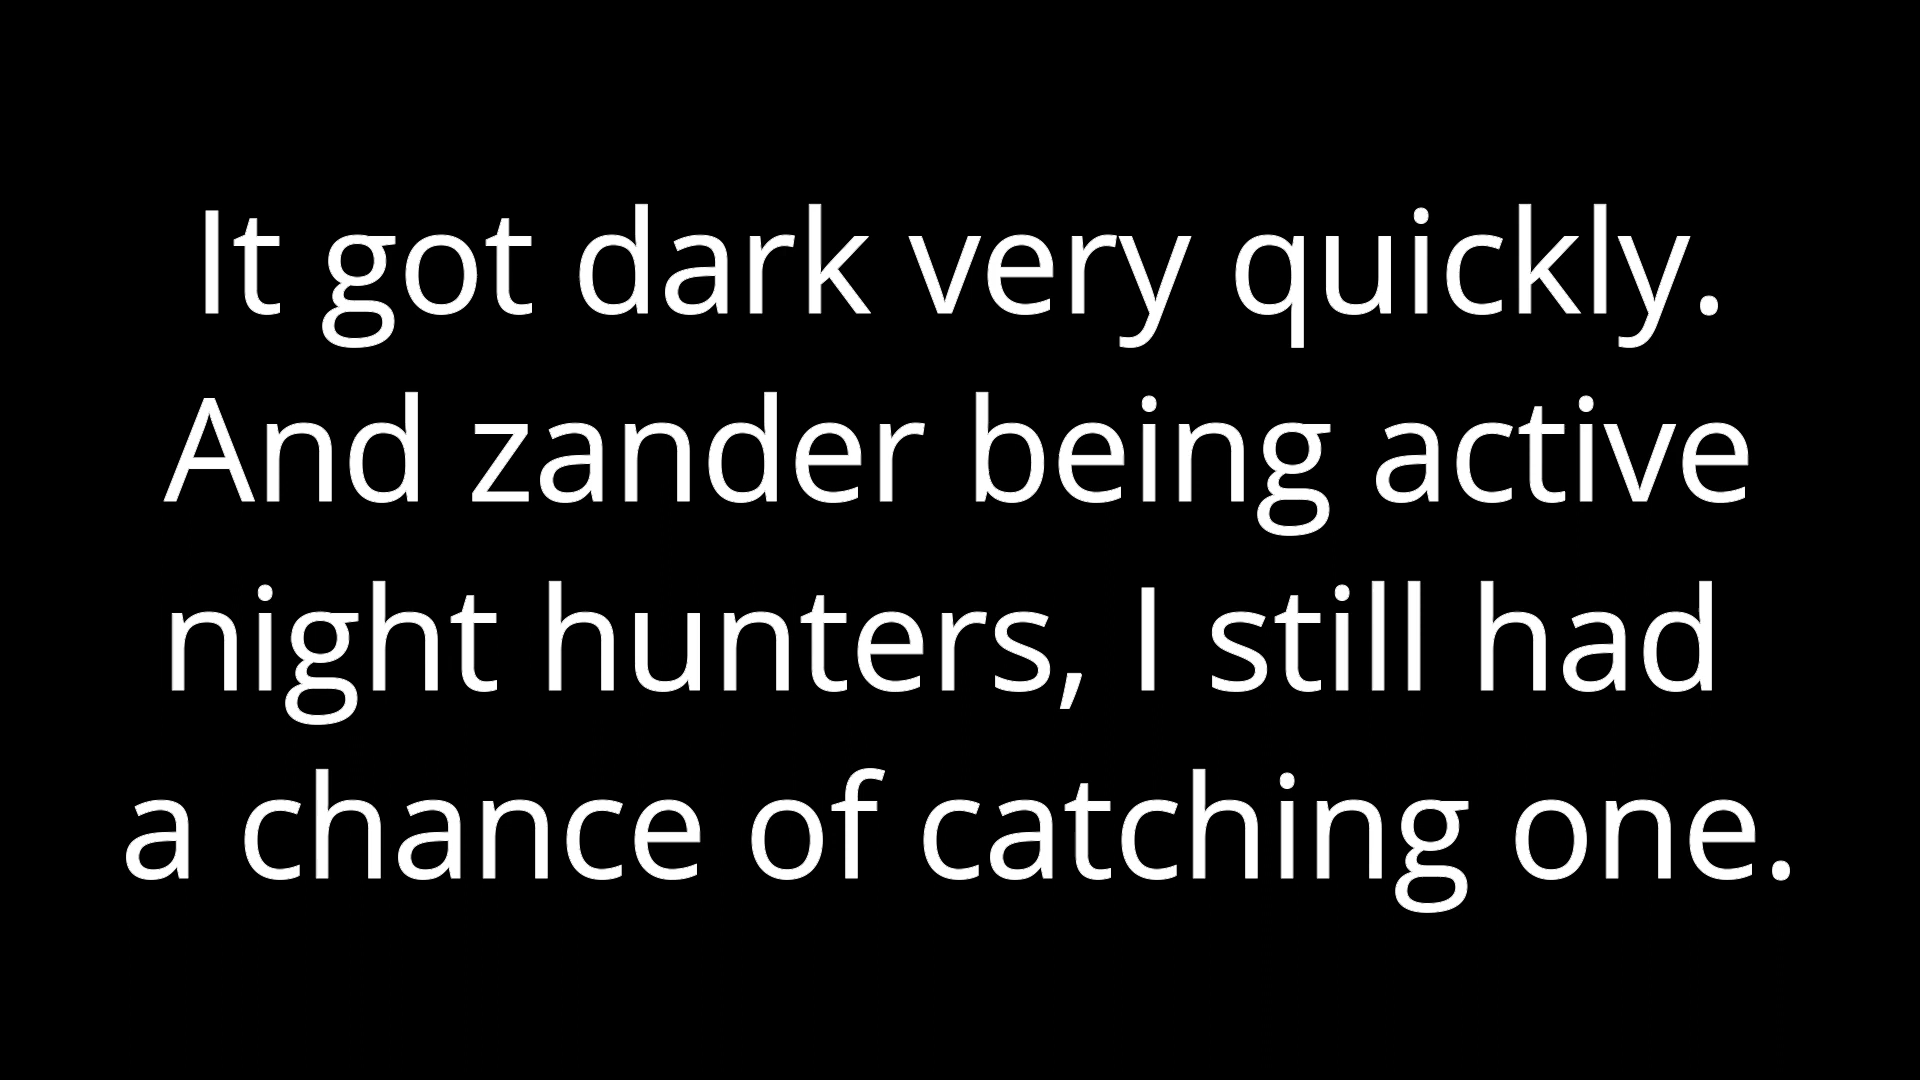 It got dark very quickly.
And zander being active
night hunters, I still had
a chance of catching one.